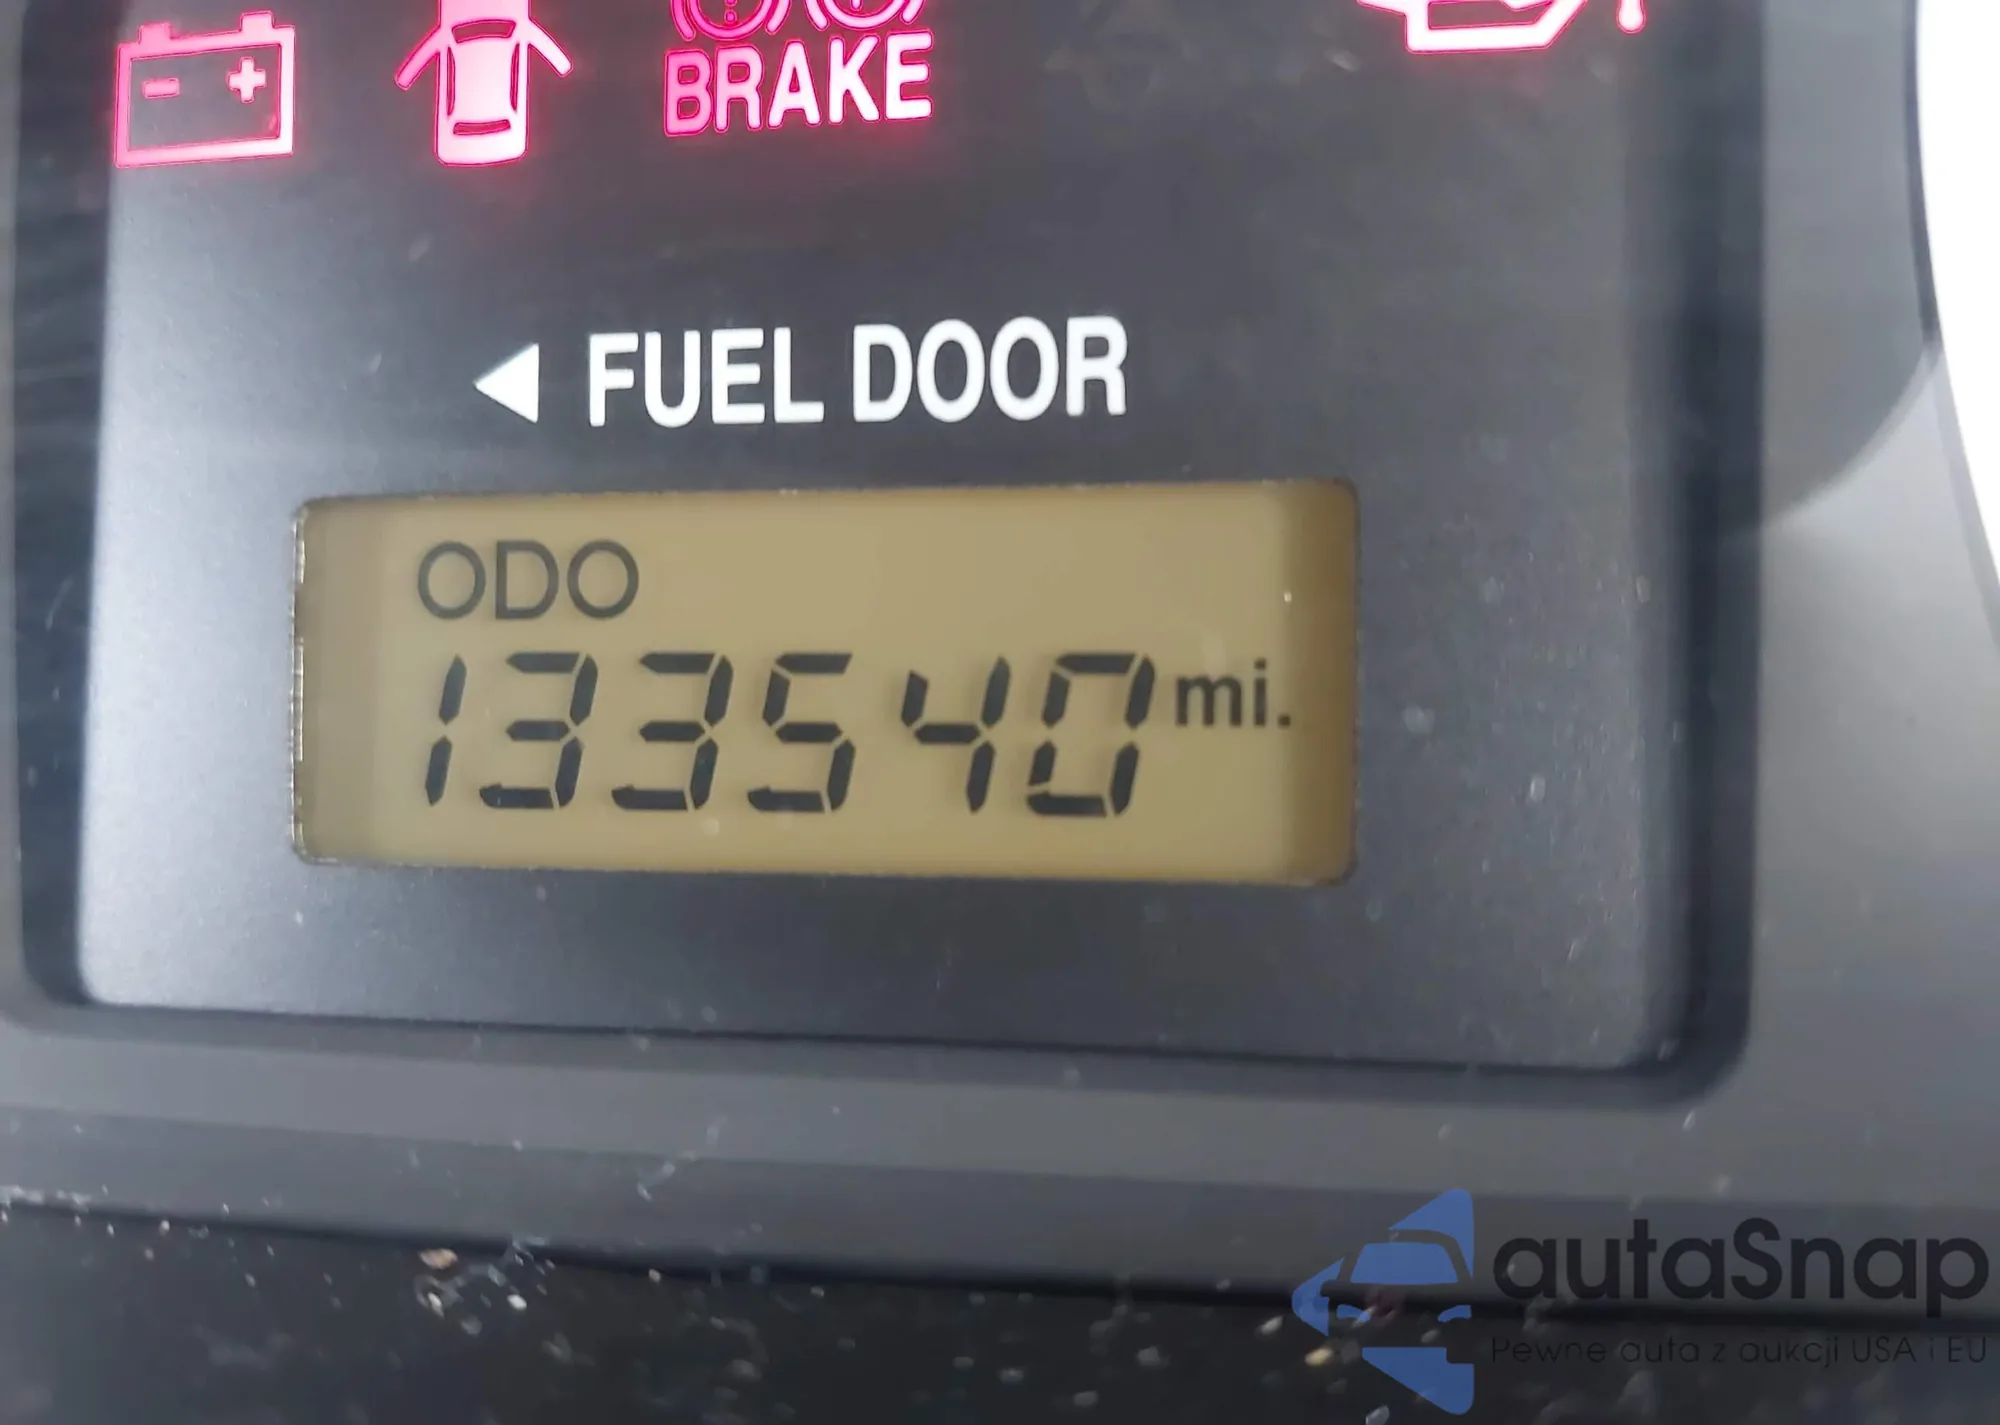 BRAKE
◀ FUEL DOOR
ODO
133540 mi.
autaSnap
Pewne auta z aukcji USA i EU